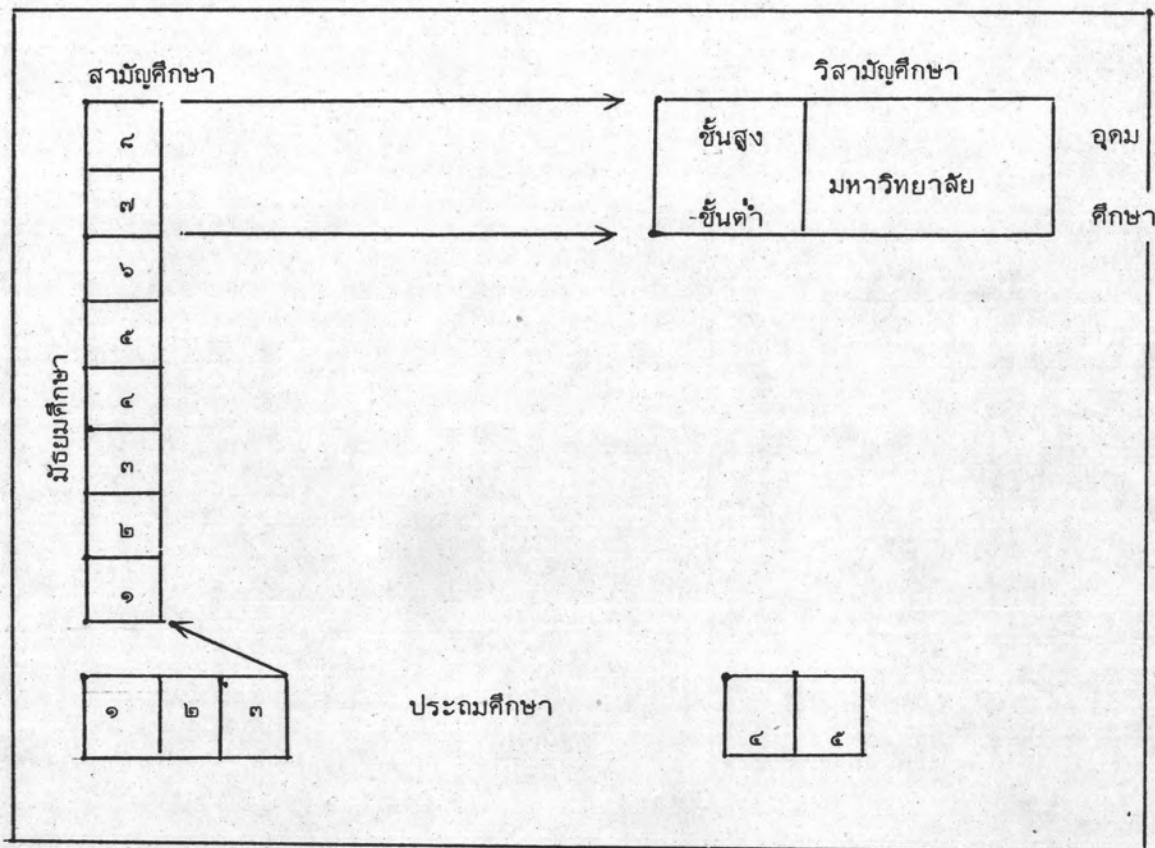 สามัญศึกษา
วิสามัญศึกษา
๘
๗
๖
๕
๔
๓
๒
๑
มัธยมศึกษา
ชั้นสูง
ชั้นต่ำ
มหาวิทยาลัย
อุดม
ศึกษา
๑ ๒ ๓
ประถมศึกษา
๔ ๕